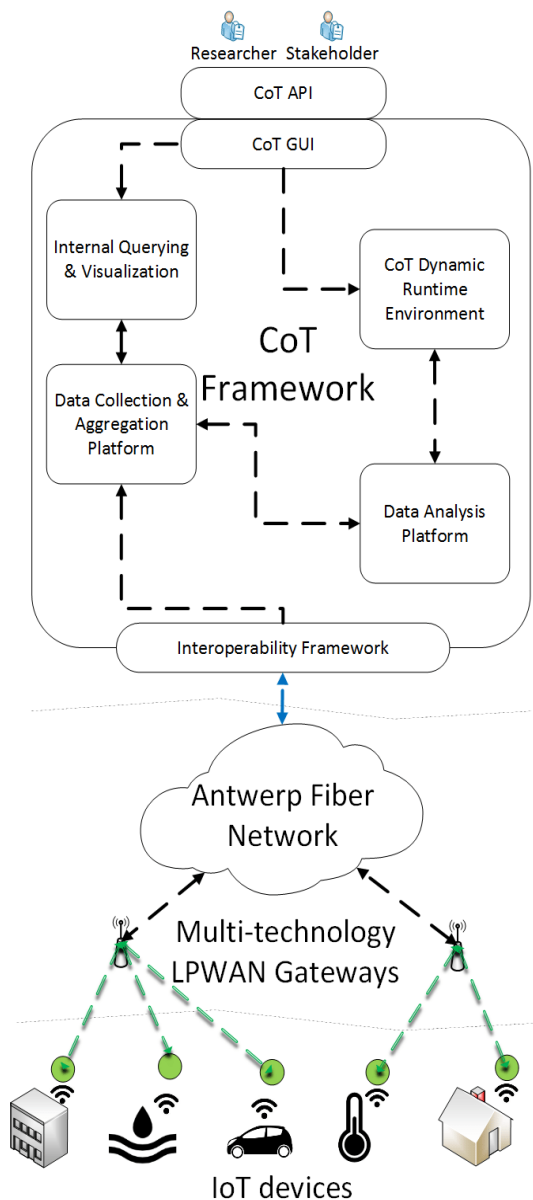 Researcher Stakeholder
CoT API
CoT GUI
Internal Querying
& Visualization
CoT Dynamic
Runtime
Environment
CoT
Framework
Data Collection &
Aggregation
Platform
Data Analysis
Platform
Interoperability Framework
Antwerp Fiber
Network
Multi-technology
LPWAN Gateways
IoT devices